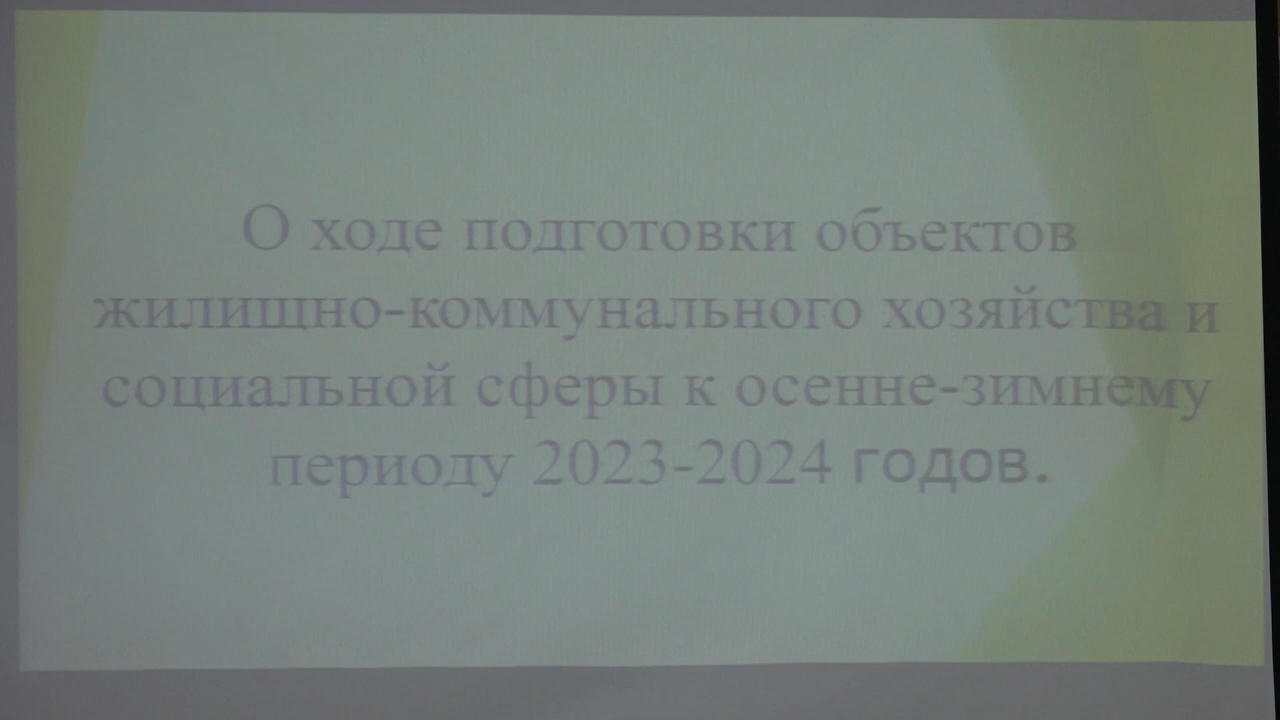 О ходе подготовки объектов
жилищно-коммунального хозяйства и
социальной сферы к осенне-зимнему
периоду 2023-2024 годов.